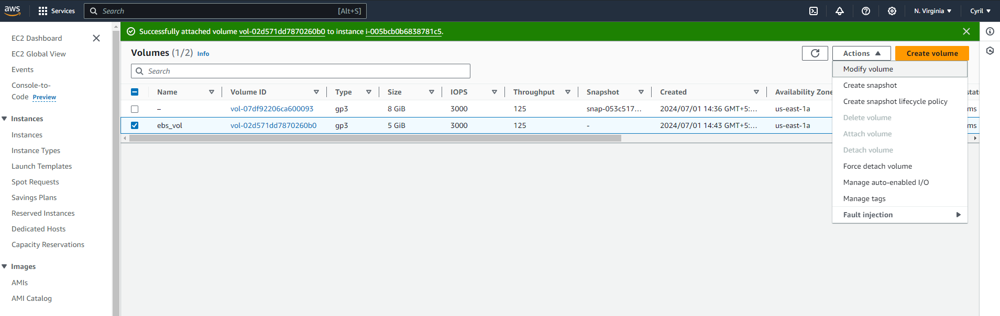 aws Services Search [Alt+S] N. Virginia Cyril
EC2 Dashboard
EC2 Global View
Events
Console-to-
Code Preview
Instances
Instances
Instance Types
Launch Templates
Spot Requests
Savings Plans
Reserved Instances
Dedicated Hosts
Capacity Reservations
Images
AMIs
AMI Catalog
Successfully attached volume vol-02d571dd7870260b0 to instance i-005bcb0b6838781c5.
Volumes (1/2) Info
Actions
Create volume
Search
Name Volume ID Type Size IOPS Throughput Snapshot Created Availability Zone
– vol-07df92206ca600093 gp3 8 GiB 3000 125 snap-053c517... 2024/07/01 14:36 GMT+5:... us-east-1a
ebs_vol vol-02d571dd7870260b0 gp3 5 GiB 3000 125 - 2024/07/01 14:43 GMT+5:... us-east-1a
Modify volume
Create snapshot
Create snapshot lifecycle policy
Delete volume
Attach volume
Detach volume
Force detach volume
Manage auto-enabled I/O
Manage tags
Fault injection